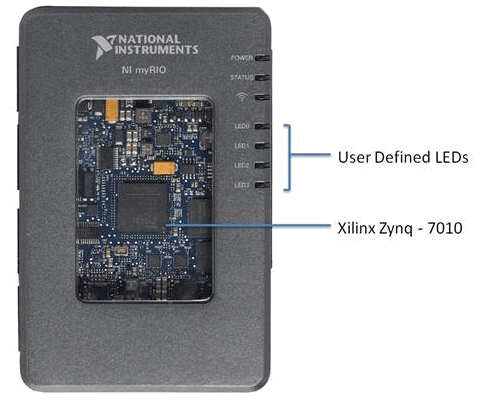 NATIONAL
INSTRUMENTS
NI myRIO
POWER
STATUS
LED0
LED1
LED2
LED3
User Defined LEDs
Xilinx Zynq - 7010